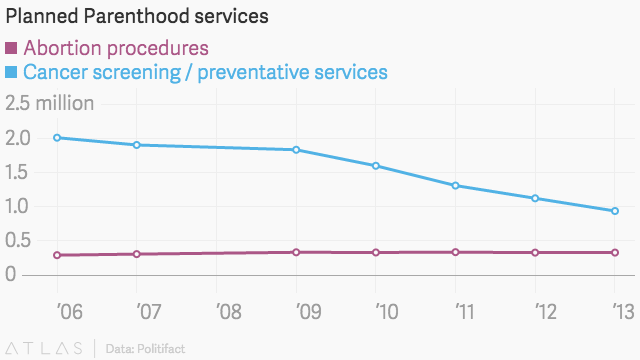 Planned Parenthood services
Abortion procedures
Cancer screening / preventative services
2.5 million
2.0
1.5
1.0
0.5
0
’06 ’07 ’08 ’09 ’10 ’11 ’12 ’13
ATLAS Data: Politifact